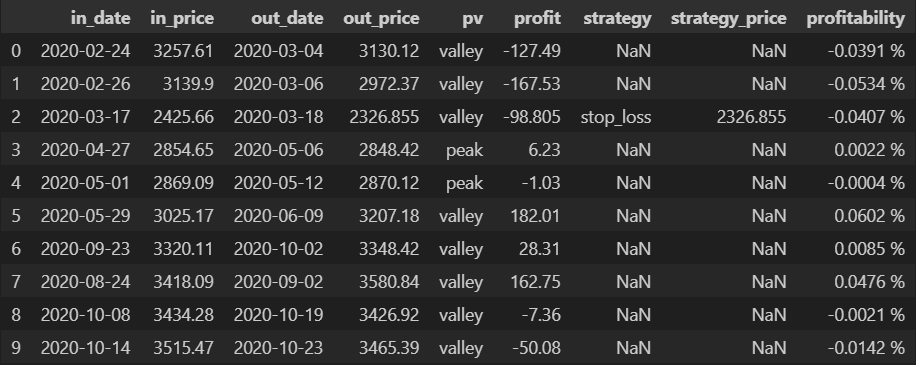 in_date in_price out_date out_price pv profit strategy strategy_price profitability
0 2020-02-24 3257.61 2020-03-04 3130.12 valley -127.49 NaN NaN -0.0391 %
1 2020-02-26 3139.9 2020-03-06 2972.37 valley -167.53 NaN NaN -0.0534 %
2 2020-03-17 2425.66 2020-03-18 2326.855 valley -98.805 stop_loss 2326.855 -0.0407 %
3 2020-04-27 2854.65 2020-05-06 2848.42 peak 6.23 NaN NaN 0.0022 %
4 2020-05-01 2869.09 2020-05-12 2870.12 peak -1.03 NaN NaN -0.0004 %
5 2020-05-29 3025.17 2020-06-09 3207.18 valley 182.01 NaN NaN 0.0602 %
6 2020-09-23 3320.11 2020-10-02 3348.42 valley 28.31 NaN NaN 0.0085 %
7 2020-08-24 3418.09 2020-09-02 3580.84 valley 162.75 NaN NaN 0.0476 %
8 2020-10-08 3434.28 2020-10-19 3426.92 valley -7.36 NaN NaN -0.0021 %
9 2020-10-14 3515.47 2020-10-23 3465.39 valley -50.08 NaN NaN -0.0142 %